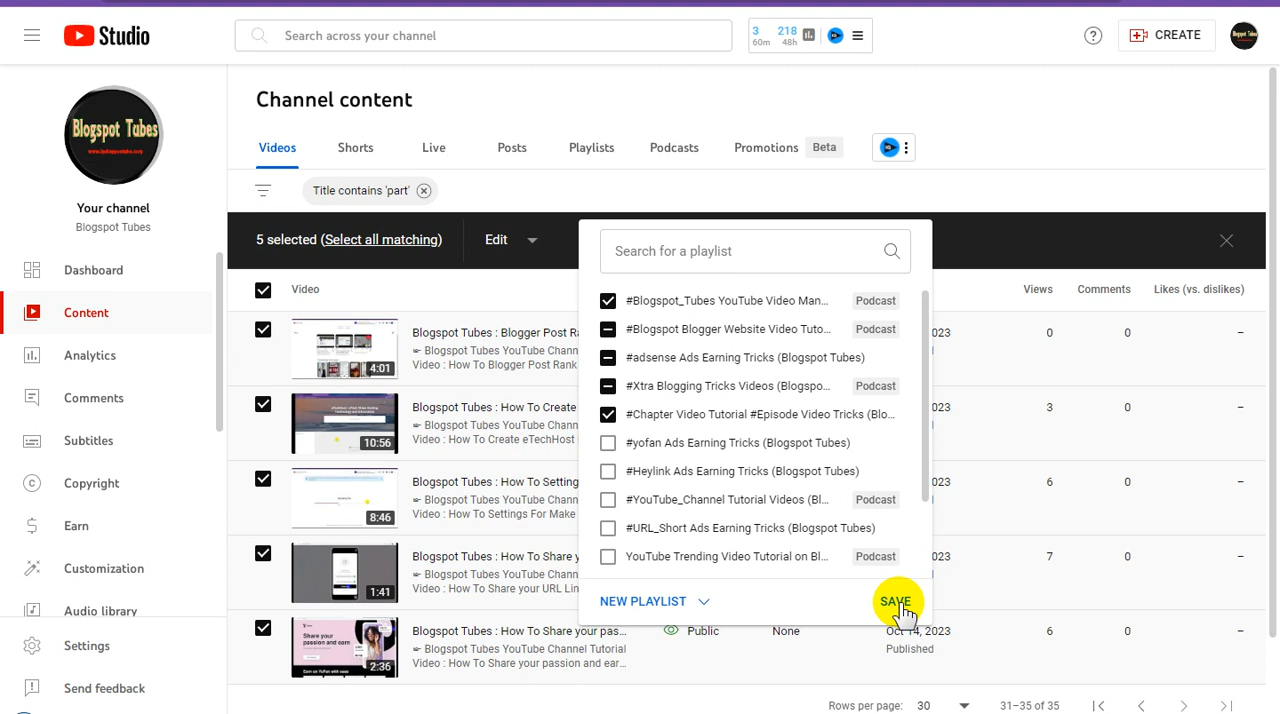 Studio
Search across your channel
3
60m
218
48h
CREATE
Blogspot Tubes
Channel content
Videos
Shorts
Live
Posts
Playlists
Podcasts
Promotions
Beta
Title contains 'part'
Your channel
Blogspot Tubes
Dashboard
Content
Analytics
Comments
Subtitles
Copyright
Earn
Customization
Audio library
Settings
Send feedback
5 selected (Select all matching)
Edit
Search for a playlist
#Blogspot_Tubes YouTube Video Man... Podcast
#Blogspot Blogger Website Video Tuto... Podcast
#adsense Ads Earning Tricks (Blogspot Tubes)
#Xtra Blogging Tricks Videos (Blogspo... Podcast
#Chapter Video Tutorial #Episode Video Tricks (Blo...
#yofan Ads Earning Tricks (Blogspot Tubes)
#Heylink Ads Earning Tricks (Blogspot Tubes)
#YouTube_Channel Tutorial Videos (Bl... Podcast
#URL_Short Ads Earning Tricks (Blogspot Tubes)
YouTube Trending Video Tutorial on Bl... Podcast
NEW PLAYLIST
SAVE
Video
Views
Comments
Likes (vs. dislikes)
4:01
Blogspot Tubes : Blogger Post Ra
Blogspot Tubes YouTube Chann
Video : How To Blogger Post Rank
2023
0
0
–
10:56
Blogspot Tubes : How To Create
Blogspot Tubes YouTube Chann
Video : How To Create eTechHost
2023
3
0
–
8:46
Blogspot Tubes : How To Setting
Blogspot Tubes YouTube Chann
Video : How To Settings For Make
2023
6
0
–
1:41
Blogspot Tubes : How To Share y
Blogspot Tubes YouTube Chann
Video : How To Share your URL Lin
2023
7
0
–
2:36
Share your passion and earn
Blogspot Tubes : How To Share your pas...
Blogspot Tubes YouTube Channel Tutorial
Video : How To Share your passion and ear...
Public
None
Oct 14, 2023
Published
6
0
–
Rows per page:
30
31–35 of 35